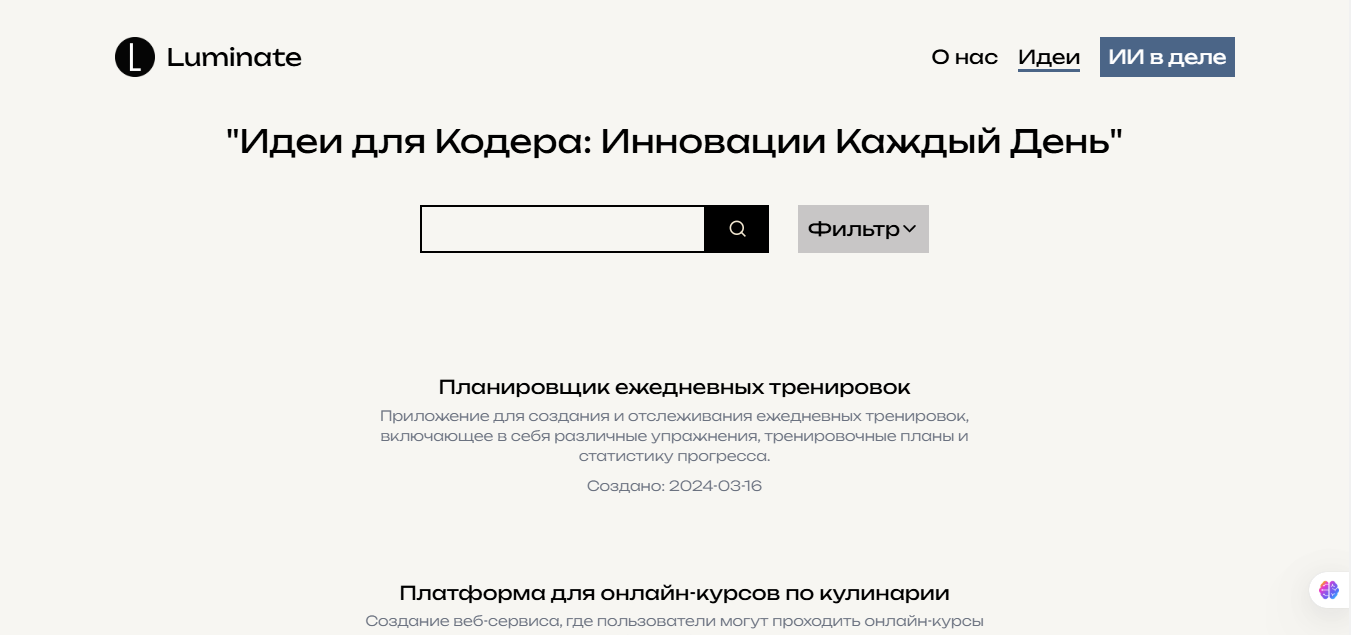 Luminate
О нас Идеи ИИ в деле
"Идеи для Кодера: Инновации Каждый День"
Фильтр
Планировщик ежедневных тренировок
Приложение для создания и отслеживания ежедневных тренировок,
включающее в себя различные упражнения, тренировочные планы и
статистику прогресса.
Создано: 2024-03-16
Платформа для онлайн-курсов по кулинарии
Создание веб-сервиса, где пользователи могут проходить онлайн-курсы